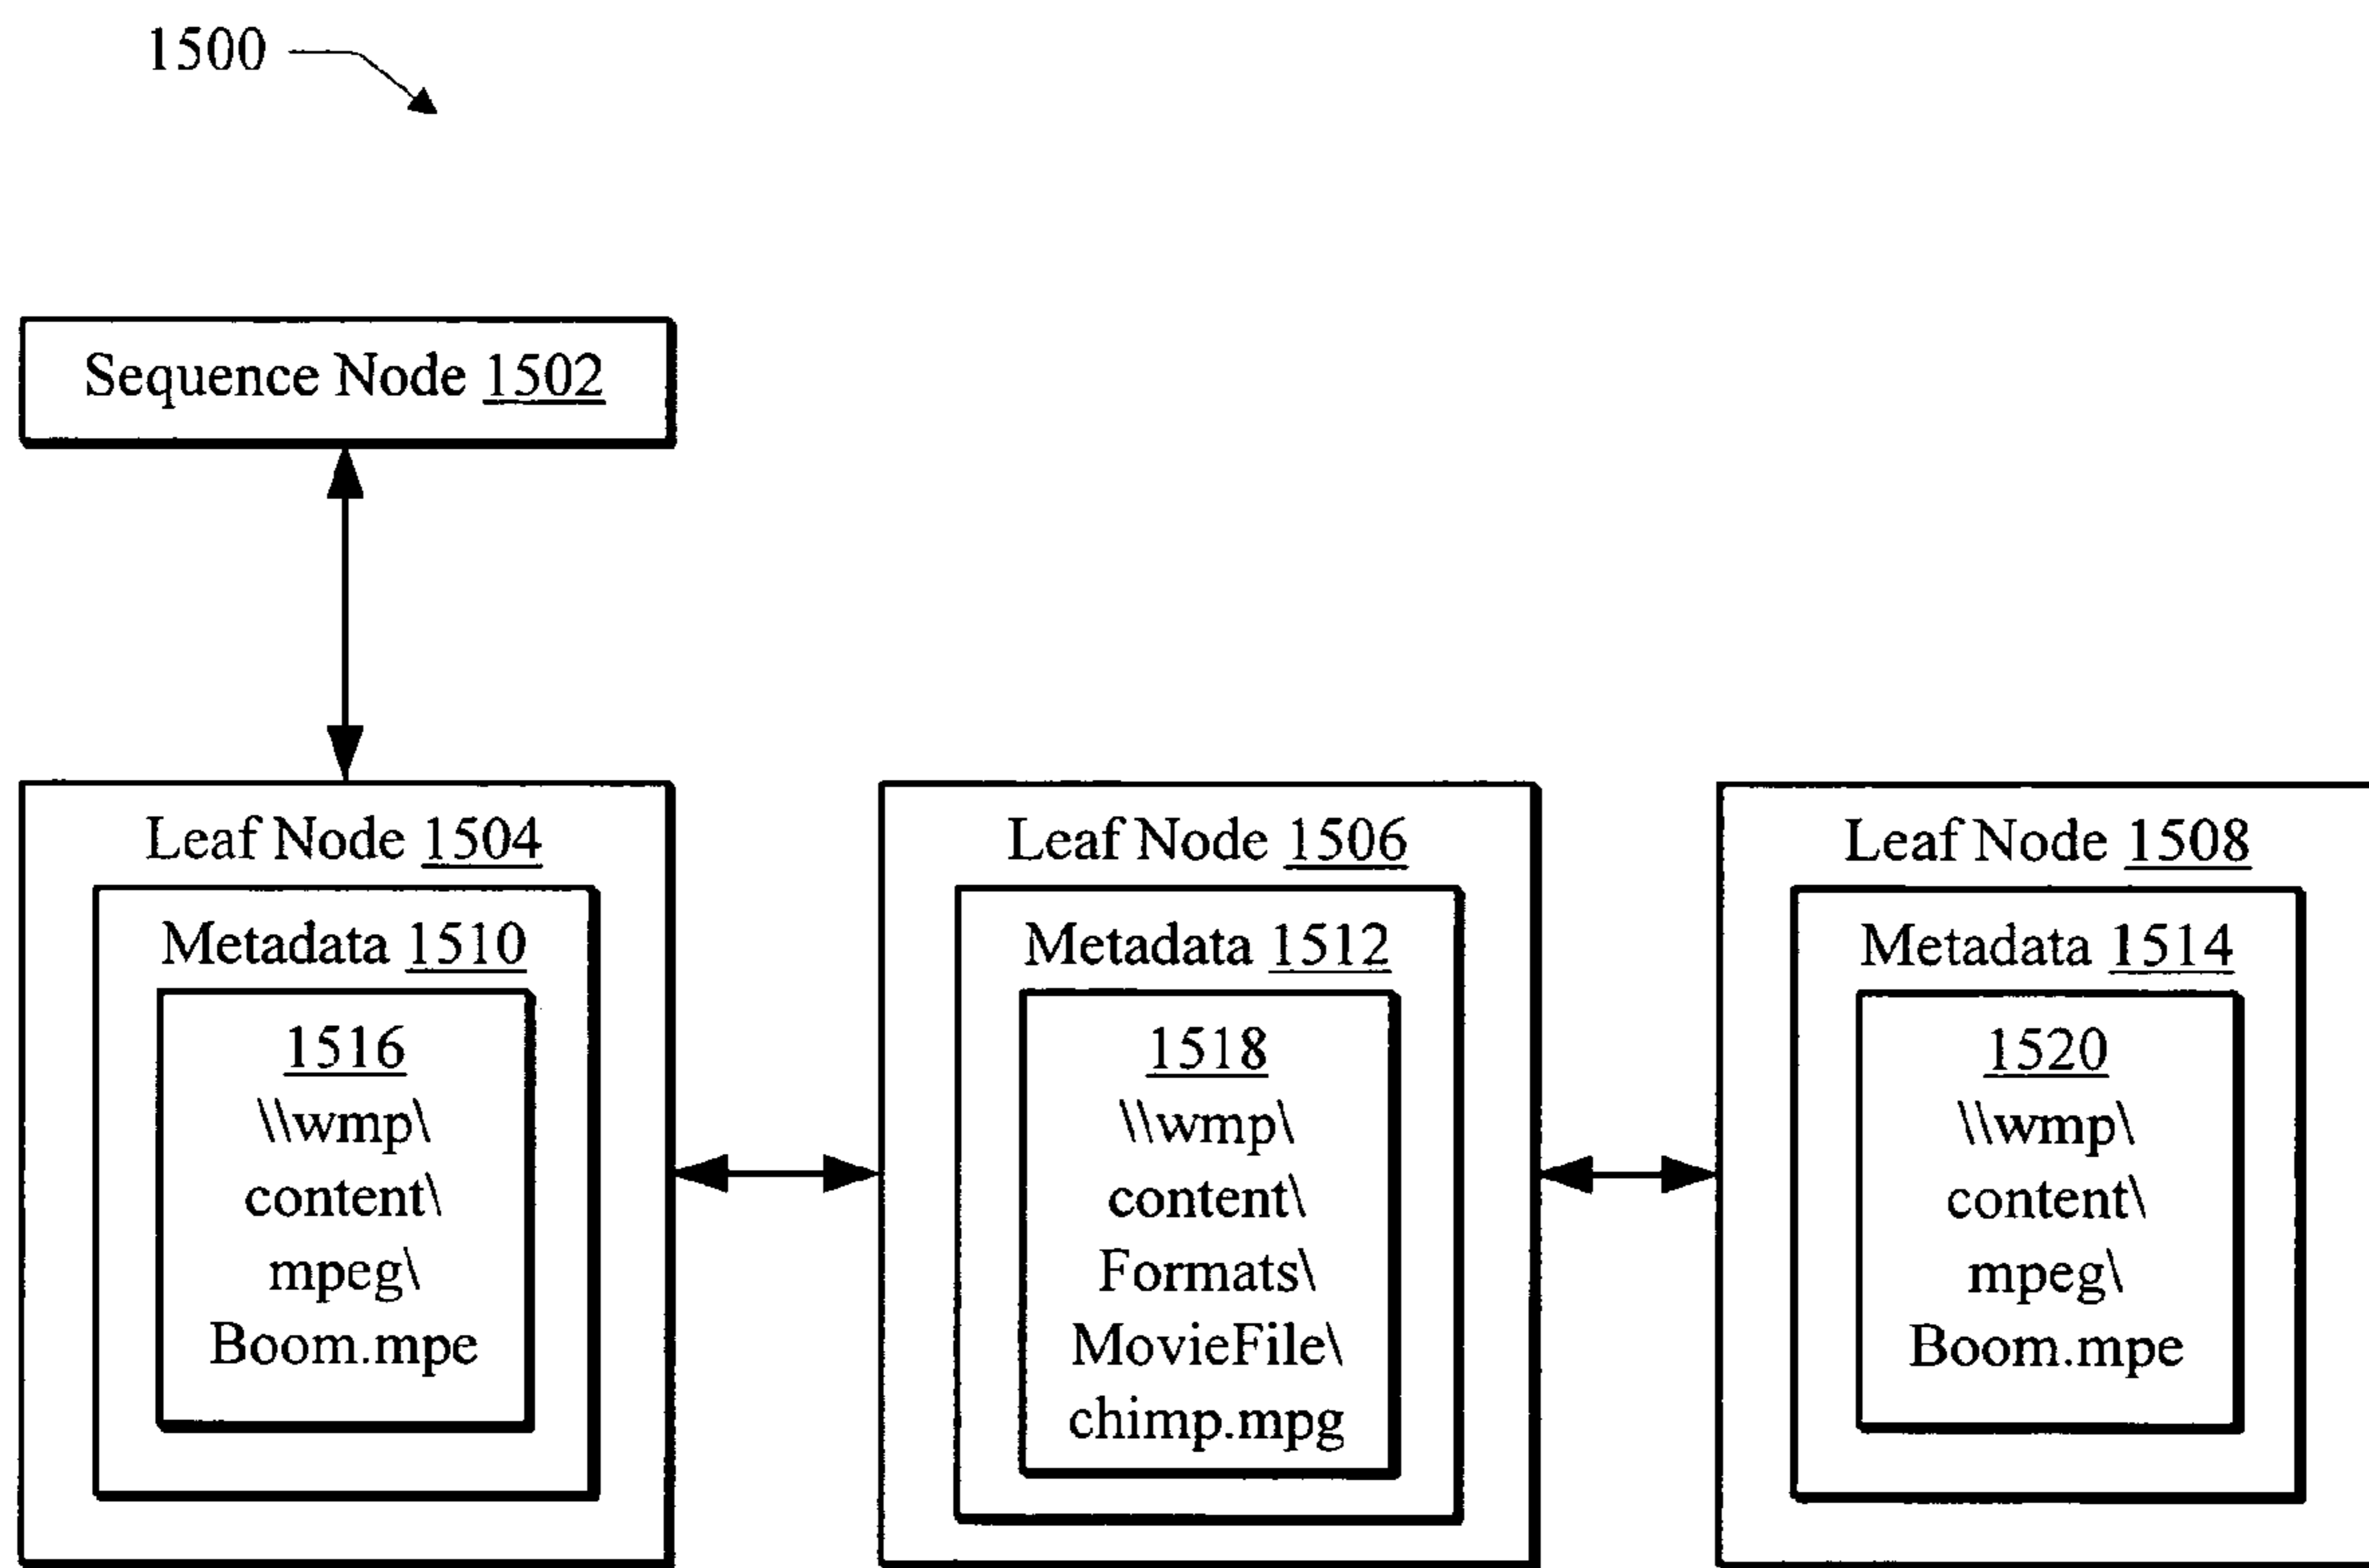 1500
Sequence Node 1502
Leaf Node 1504
Metadata 1510
1516
\\wmp\
content\
mpeg\
Boom.mpe
Leaf Node 1506
Metadata 1512
1518
\\wmp\
content\
Formats\
MovieFile\
chimp.mpg
Leaf Node 1508
Metadata 1514
1520
\\wmp\
content\
mpeg\
Boom.mpe